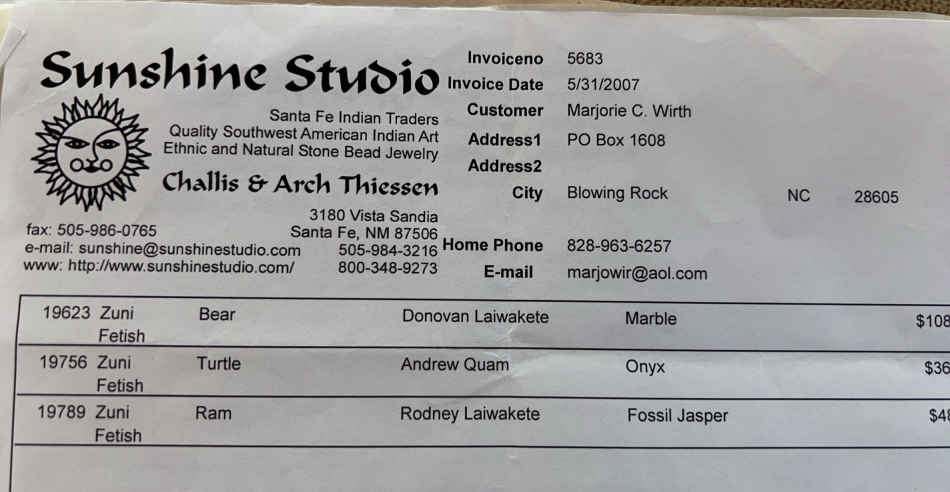 Sunshine Studio
Santa Fe Indian Traders
Quality Southwest American Indian Art
Ethnic and Natural Stone Bead Jewelry
Challis & Arch Thiessen
3180 Vista Sandia
fax: 505-986-0765 Santa Fe, NM 87506
e-mail: sunshine@sunshinestudio.com 505-984-3216
www: http://www.sunshinestudio.com/ 800-348-9273
Invoiceno 5683
Invoice Date 5/31/2007
Customer Marjorie C. Wirth
Address1 PO Box 1608
Address2
City Blowing Rock NC 28605
Home Phone 828-963-6257
E-mail marjowir@aol.com
19623 Zuni Bear Donovan Laiwakete Marble $108
Fetish
19756 Zuni Turtle Andrew Quam Onyx $36
Fetish
19789 Zuni Ram Rodney Laiwakete Fossil Jasper
Fetish